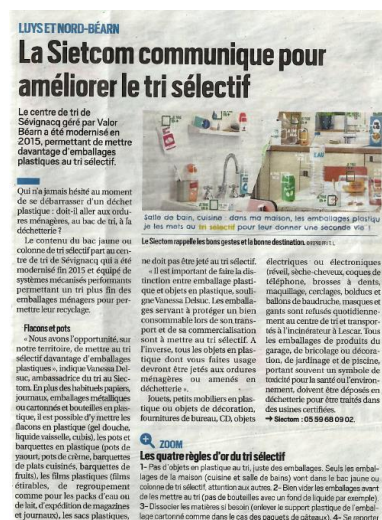 LUYS ET NORD-BÉARN
La Sietcom communique pour
améliorer le tri sélectif
Le centre de tri de
Sévignacq géré par Valor
Béarn a été modernisé en
2015, permettant de mettre
davantage d'emballages
plastiques au tri sélectif.
Qui n'a jamais hésité au moment
de se débarrasser d'un déchet
plastique : doit-il aller aux ordu-
res ménagères, au bac de tri, à la
déchetterie ?
Le contenu du bac jaune ou
colonne de tri sélectif part au cen-
tre de tri de Sévignacq qui a été
modernisé fin 2015 et équipé de
systèmes mécanisés performants
permettant un tri plus fin des
emballages ménagers pour per-
mettre leur recyclage.
Flacons et pots
« Nous avons l'opportunité, sur
notre territoire, de mettre au tri
sélectif davantage d'emballages
plastiques », indique Vanessa Del-
suc, ambassadrice du tri au Siec-
tom. En plus des habituels papiers,
journaux, emballages métalliques
ou cartonnés et bouteilles en plas-
tique, il est possible d'y mettre les
flacons en plastique (gel douche,
liquide vaisselle, cubis), les pots et
barquettes en plastique (pots de
yaourt, pots de crème, barquettes
de plats cuisinés, barquettes de
fruits), les films plastiques (films
étirables, de regroupement
comme pour les packs d'eau ou
de lait, d'expédition de magazines
et journaux), les sacs plastiques,
Salle de bain, cuisine : dans ma maison, les emballages plastiqu
je les mets au tri sélectif pour leur donner une seconde vie !
Le Siectom rappelle les bons gestes et la bonne destination.
ne doit pas être jeté au tri sélectif.
« Il est important de faire la dis-
tinction entre emballage plasti-
que et objets en plastique, souli-
gne Vanessa Delsuc. Les emballa-
ges servant à protéger un bien
consommable lors de son trans-
port et de sa commercialisation
sont à mettre au tri sélectif. A
l'inverse, tous les objets en plas-
tique dont vous faites usage
devront être jetés aux ordures
ménagères ou amenés en
déchetterie ».
Jouets, petits mobiliers en plas-
tique ou objets de décoration,
fournitures de bureau, CD, objets
électriques ou électroniques
(réveil, sèche-cheveux, coques de
téléphone, brosses à dents,
maquillage, cerclages, bolducs et
ballons de baudruche, masques et
gants sont refusés quotidienne-
ment au centre de tri et transpor-
tés à l'incinérateur à Lescar. Tous
les emballages de produits du
garage, de bricolage ou décora-
tion, de jardinage et de piscine,
portant souvent un symbole de
toxicité pour la santé ou l'environ-
nement, doivent être déposés en
déchetterie pour être traités dans
des usines certifiées.
➔ Siectom : 05 59 68 09 02.
ZOOM
Les quatre règles d'or du tri sélectif
1- Pas d'objets en plastique au tri, juste des emballages. Seuls les embal-
lages de la maison (cuisine et salle de bains) vont dans le bac jaune ou
colonne de tri sélectif, attention aux autres. 2- Bien vider les emballages avant
de les mettre au tri (pas de bouteilles avec un fond de liquide par exemple).
3- Dissocier les matières si besoin (enlever le support plastique de l'embal-
lage cartonné comme dans le cas des paquets de gâteaux). 4- Se reporter